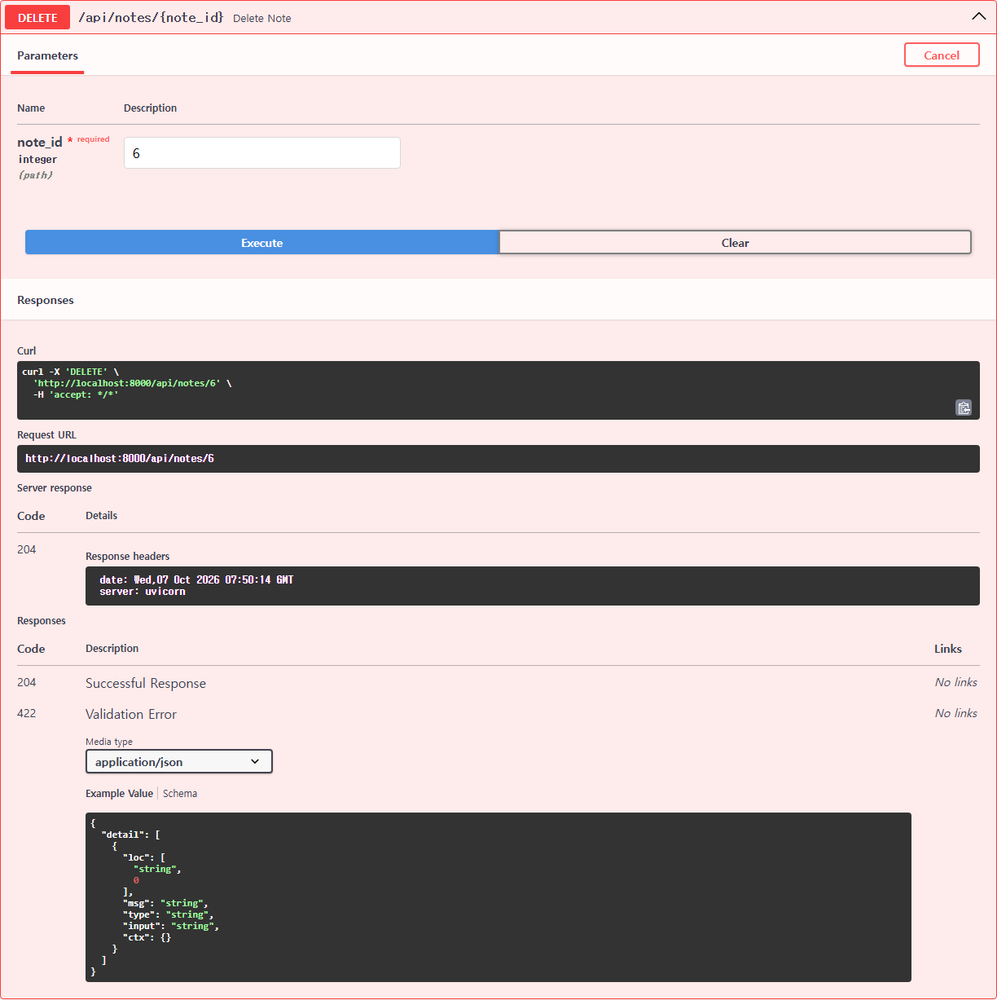 DELETE /api/notes/{note_id} Delete Note
Parameters
Cancel
Name Description
note_id * required
integer
(path)
6
Execute Clear
Responses
Curl
curl -X 'DELETE' \
  'http://localhost:8000/api/notes/6' \
  -H 'accept: */*'
Request URL
http://localhost:8000/api/notes/6
Server response
Code Details
204
Response headers
date: Wed,07 Oct 2026 07:50:14 GMT
server: uvicorn
Responses
Code Description Links
204 Successful Response No links
422 Validation Error No links
Media type
application/json
Example Value Schema
{
  "detail": [
    {
      "loc": [
        "string",
        0
      ],
      "msg": "string",
      "type": "string",
      "input": "string",
      "ctx": {}
    }
  ]
}